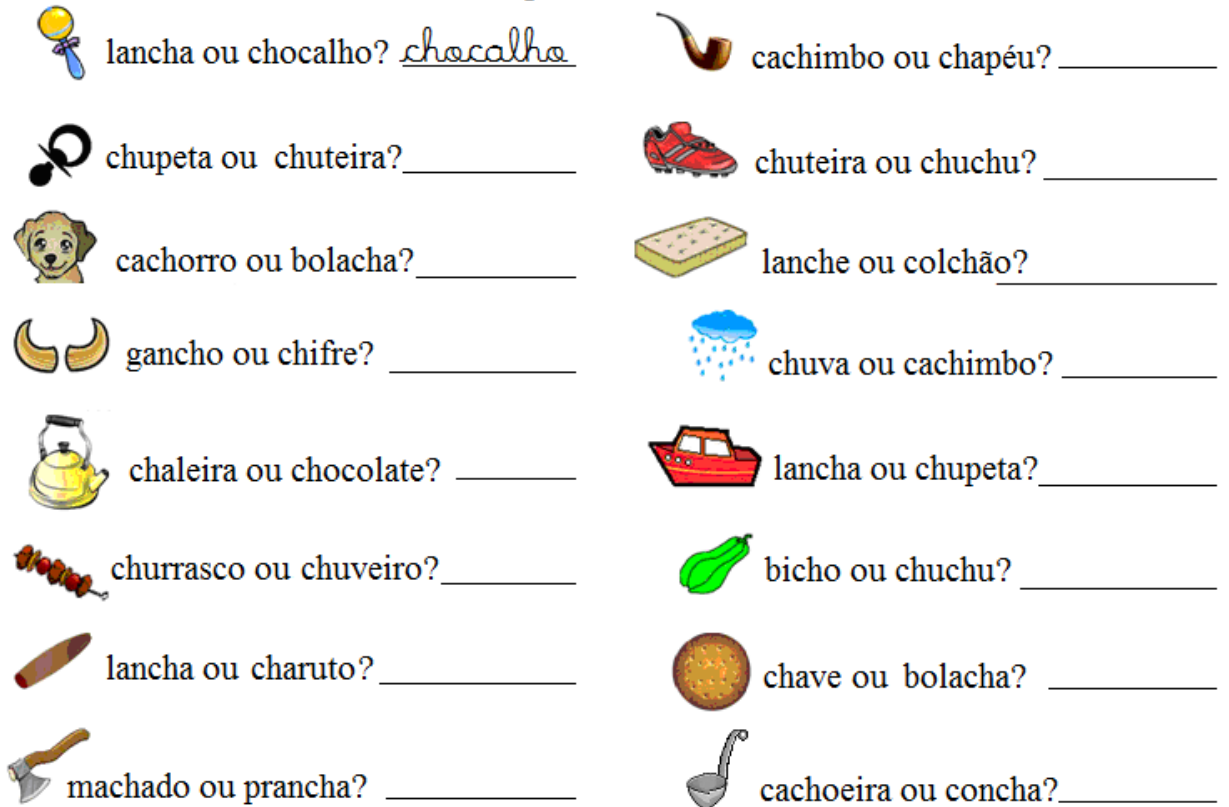 lancha ou chocalho? chocalho
cachimbo ou chapéu?
chupeta ou chuteira?
chuteira ou chuchu?
cachorro ou bolacha?
lanche ou colchão?
gancho ou chifre?
chuva ou cachimbo?
chaleira ou chocolate?
lancha ou chupeta?
churrasco ou chuveiro?
bicho ou chuchu?
lancha ou charuto?
chave ou bolacha?
machado ou prancha?
cachoeira ou concha?